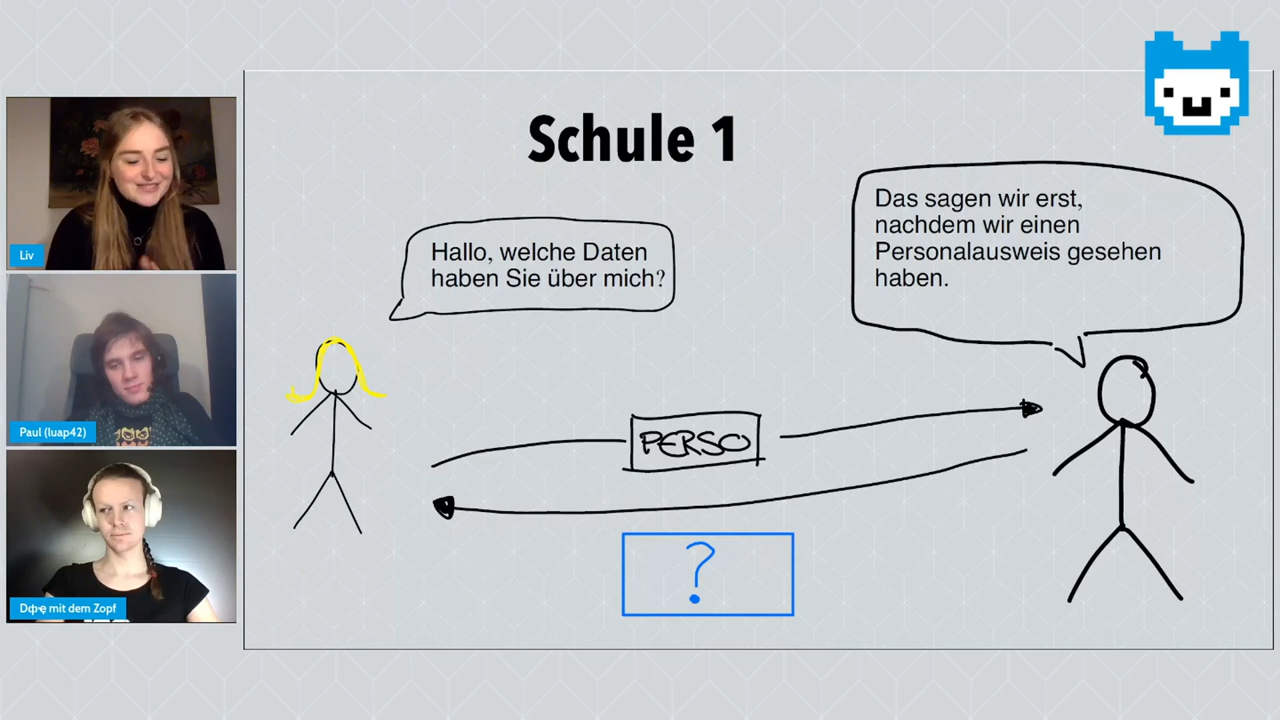 Schule 1
Das sagen wir erst,
nachdem wir einen
Personalausweis gesehen
haben.
Hallo, welche Daten
haben Sie über mich?
PERSO
?
Liv
Paul (luap42)
mit dem Zopf